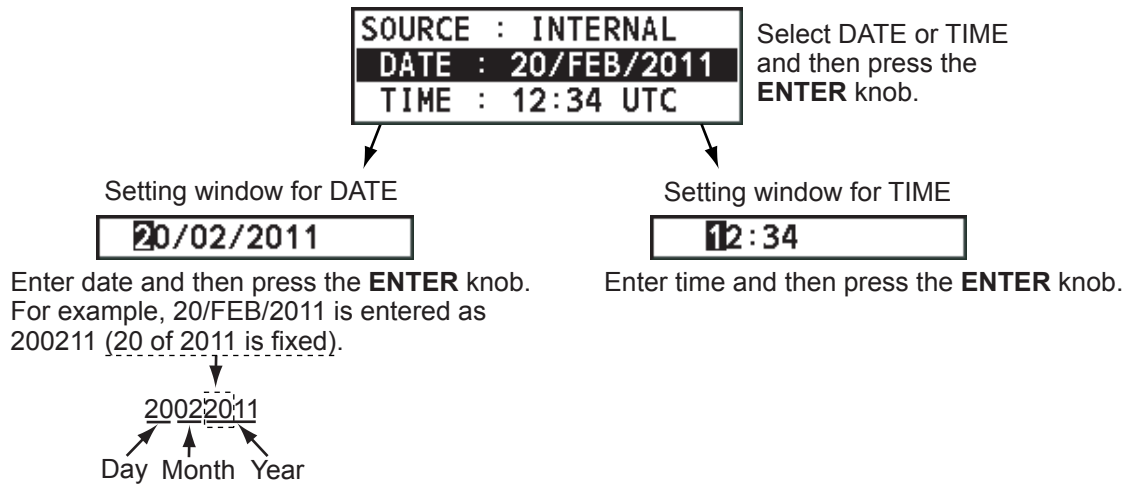 SOURCE : INTERNAL
DATE : 20/FEB/2011
TIME : 12:34 UTC
Select DATE or TIME
and then press the
ENTER knob.
Setting window for DATE
20/02/2011
Enter date and then press the ENTER knob.
For example, 20/FEB/2011 is entered as
200211 (20 of 2011 is fixed).
20022011
Day Month Year
Setting window for TIME
12:34
Enter time and then press the ENTER knob.